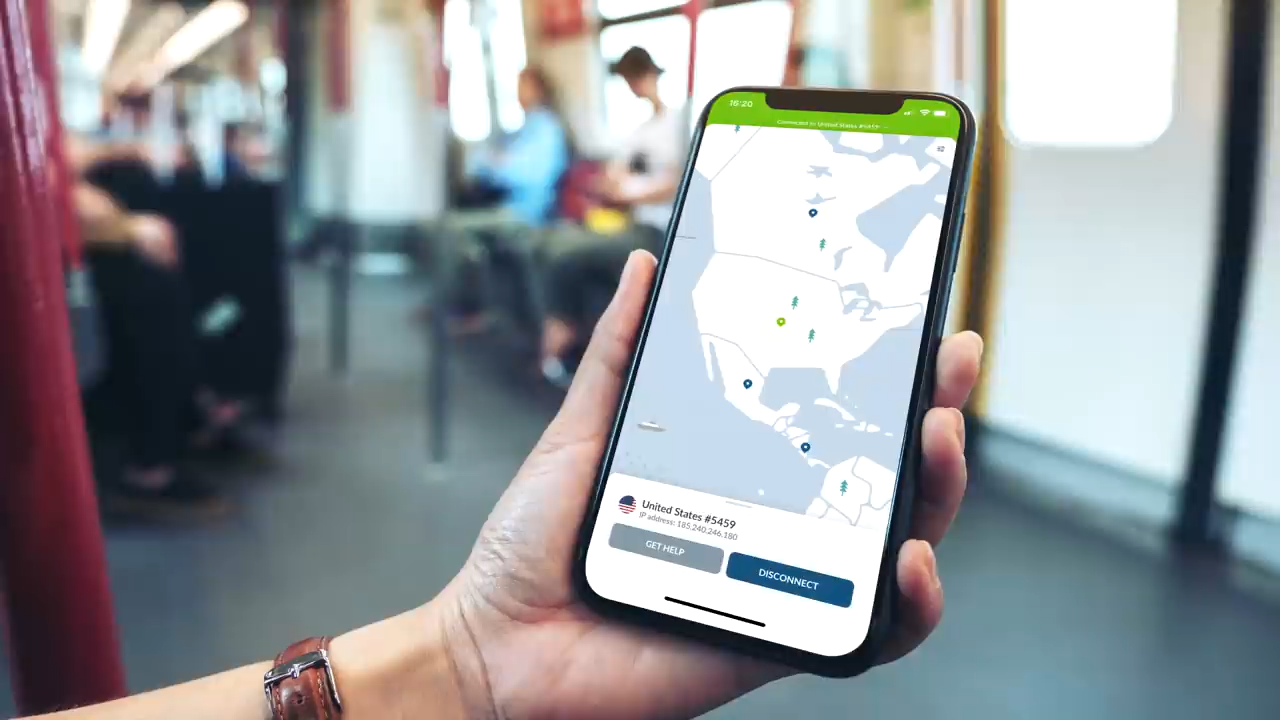 16:20
Connected to United States #5459
United States #5459
IP address: 185.240.246.180
GET HELP
DISCONNECT